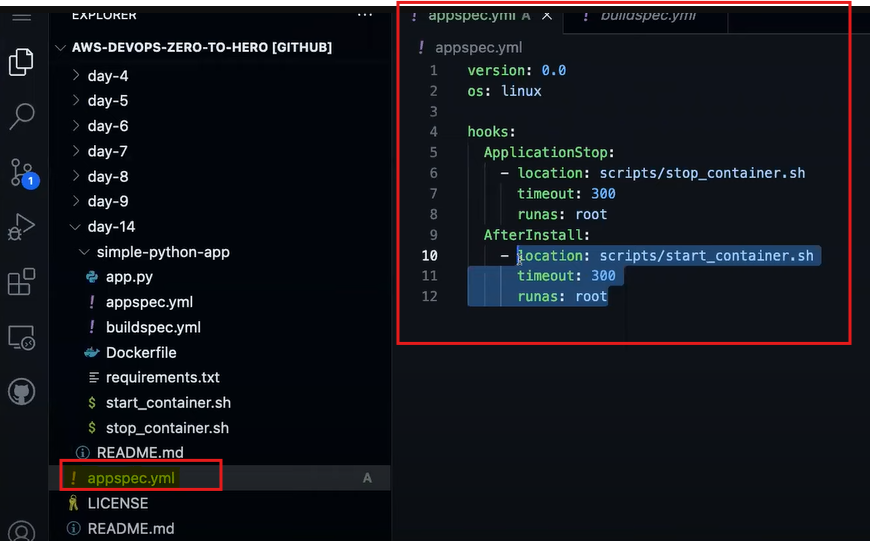 EXPLORER
...
AWS-DEVOPS-ZERO-TO-HERO [GITHUB]
day-4
day-5
day-6
day-7
day-8
day-9
day-14
simple-python-app
! app.py
! appspec.yml
! buildspec.yml
Dockerfile
requirements.txt
$ start_container.sh
$ stop_container.sh
README.md
! appspec.yml A
LICENSE
README.md
1
! appspec.yml A ×
! buildspec.yml
! appspec.yml
1 version: 0.0
2 os: linux
3
4 hooks:
5 ApplicationStop:
6 - location: scripts/stop_container.sh
7 timeout: 300
8 runas: root
9 AfterInstall:
10 - location: scripts/start_container.sh
11 timeout: 300
12 runas: root